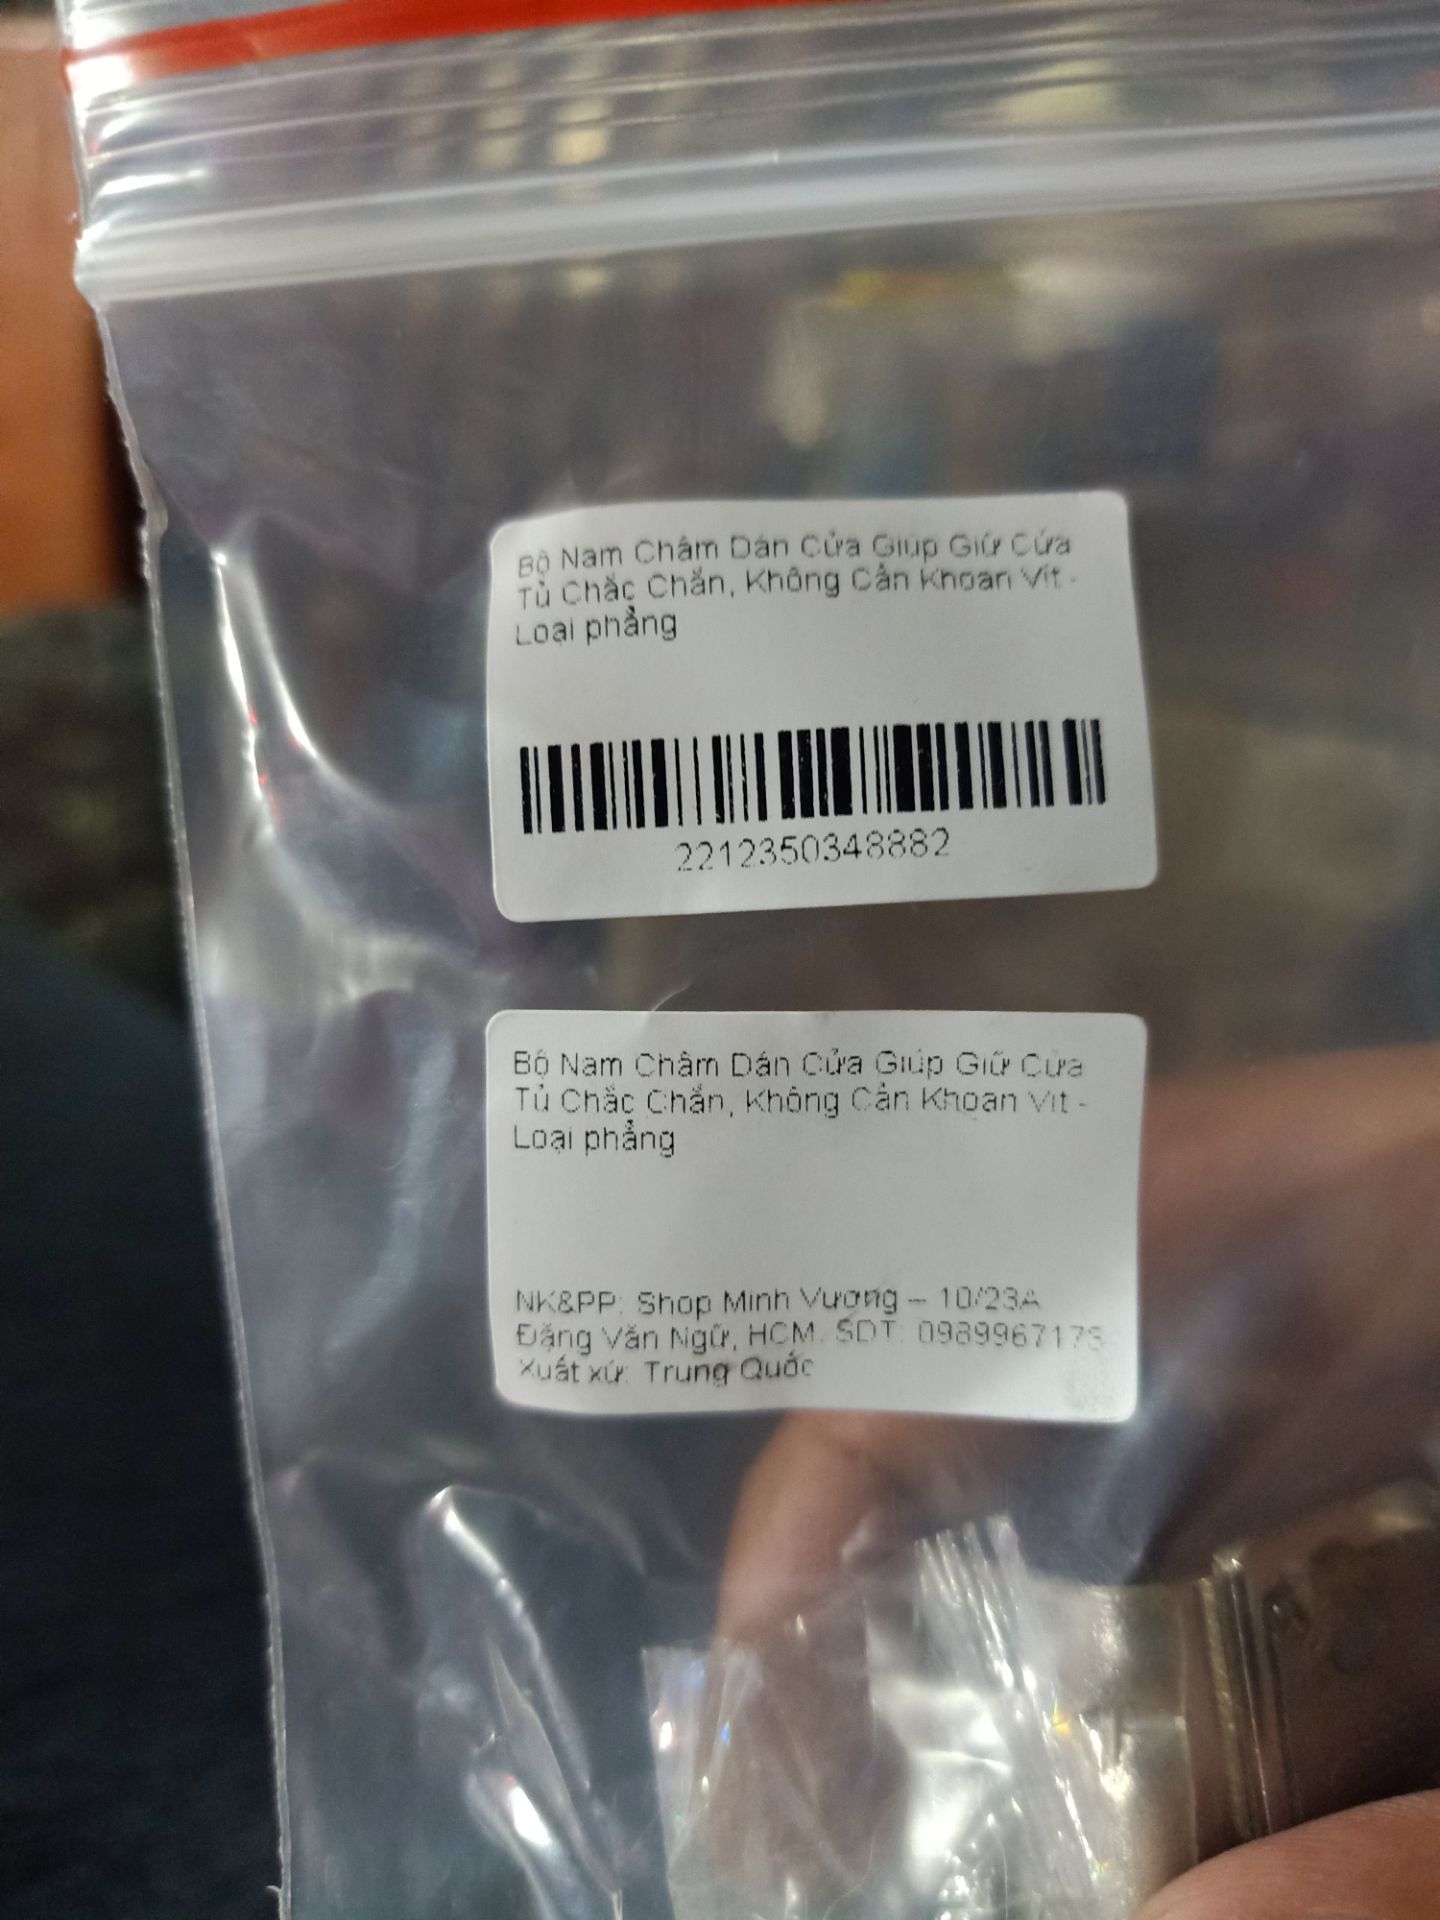 Bộ Nam Châm Dán Cửa Giúp Giữ Cửa
Tủ Chắc Chắn, Không Cần Khoan Vít -
Loại phẳng
2212350348882
Bộ Nam Châm Dán Cửa Giúp Giữ Cửa
Tủ Chắc Chắn, Không Cần Khoan Vít -
Loại phẳng
NK&PP: Shop Minh Vương – 10/23A
Đặng Văn Ngữ, HCM. SĐT:
Xuất xứ: Trung Quốc